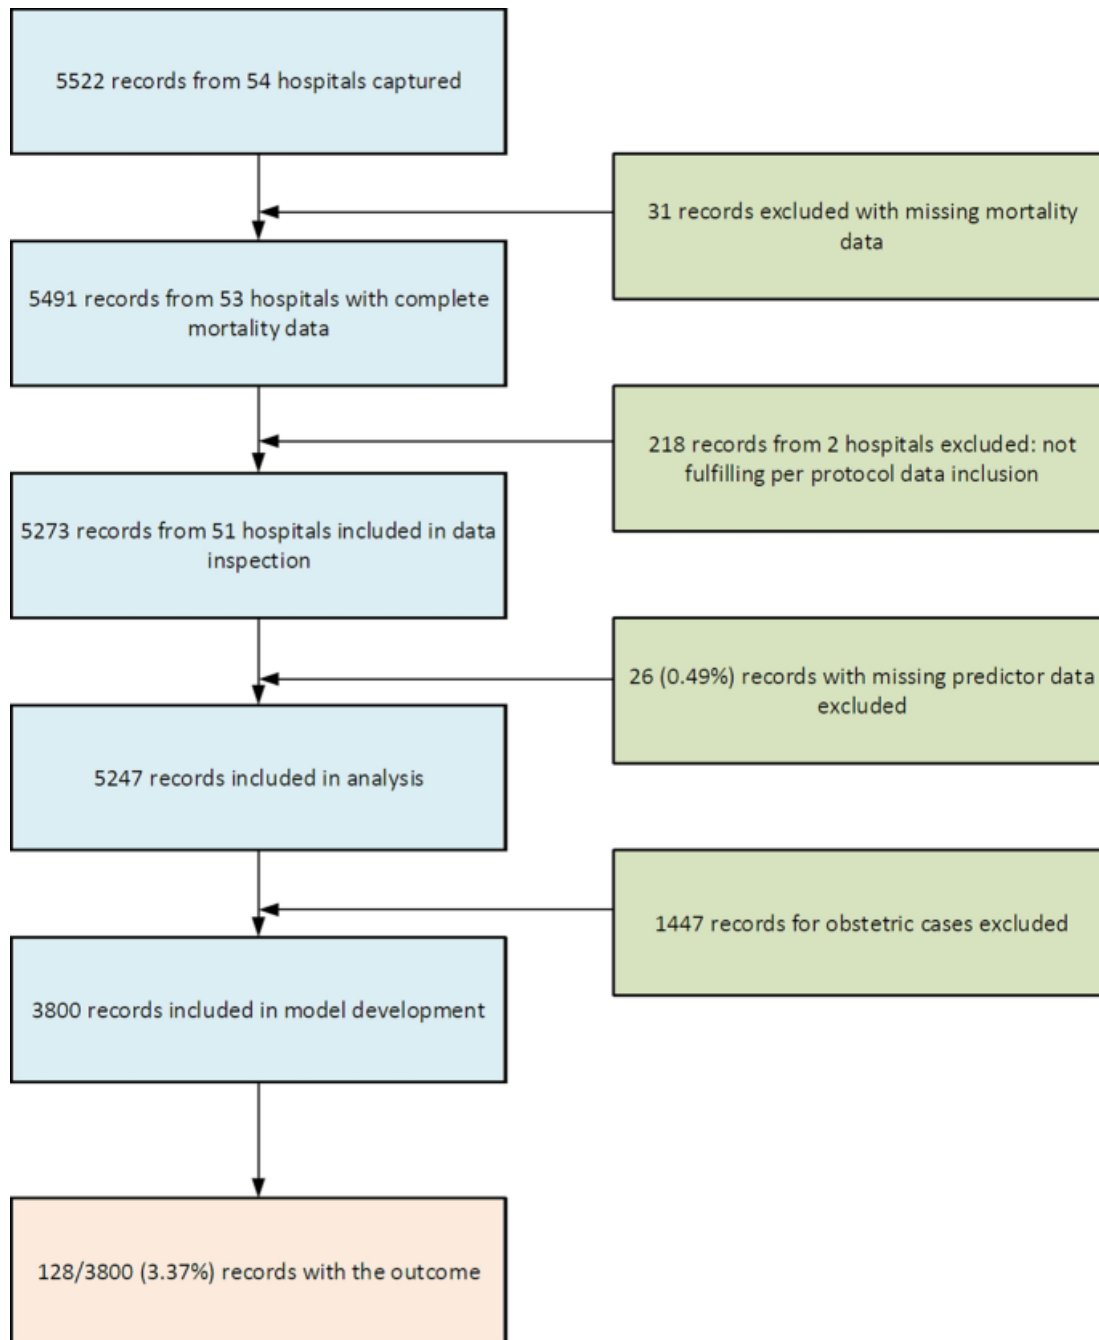 5522 records from 54 hospitals captured
31 records excluded with missing mortality
data
5491 records from 53 hospitals with complete
mortality data
218 records from 2 hospitals excluded: not
fulfilling per protocol data inclusion
5273 records from 51 hospitals included in data
inspection
26 (0.49%) records with missing predictor data
excluded
5247 records included in analysis
1447 records for obstetric cases excluded
3800 records included in model development
128/3800 (3.37%) records with the outcome